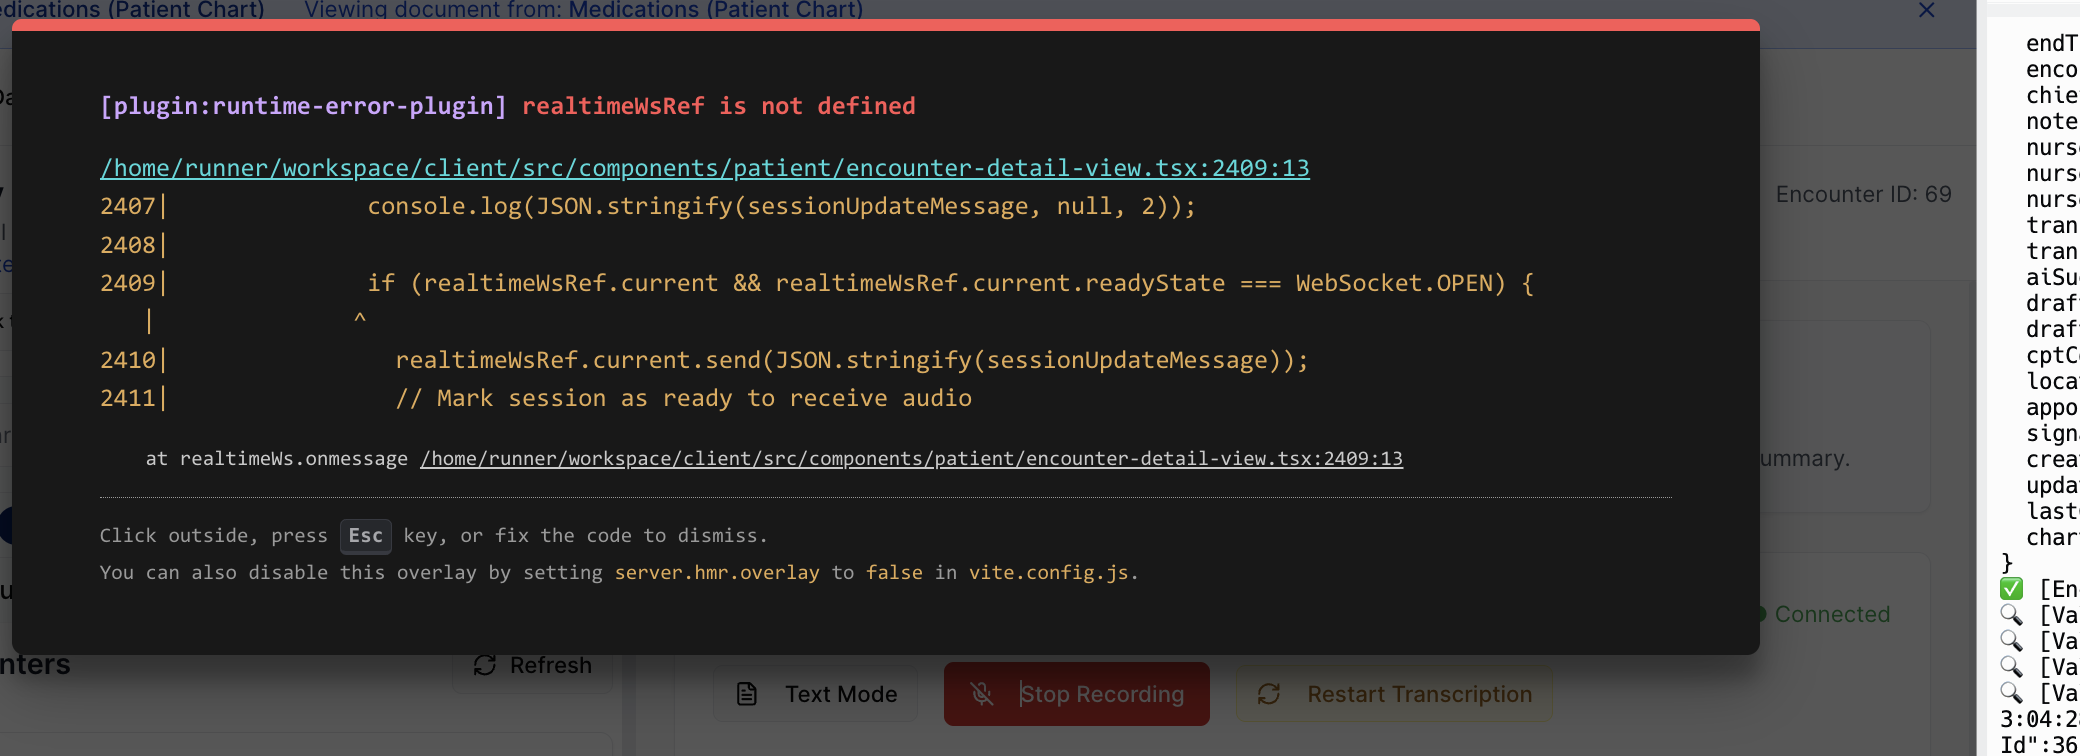 edications (Patient Chart) Viewing document from: Medications (Patient Chart)
[plugin:runtime-error-plugin] realtimeWsRef is not defined
/home/runner/workspace/client/src/components/patient/encounter-detail-view.tsx:2409:13
2407| console.log(JSON.stringify(sessionUpdateMessage, null, 2));
2408|
2409| if (realtimeWsRef.current && realtimeWsRef.current.readyState === WebSocket.OPEN) {
| ^
2410| realtimeWsRef.current.send(JSON.stringify(sessionUpdateMessage));
2411| // Mark session as ready to receive audio
at realtimeWs.onmessage /home/runner/workspace/client/src/components/patient/encounter-detail-view.tsx:2409:13
Click outside, press Esc key, or fix the code to dismiss.
You can also disable this overlay by setting server.hmr.overlay to false in vite.config.js.
Encounter ID: 69
ummary.
Connected
nters
Refresh
Text Mode
Stop Recording
Restart Transcription
endT
enco
chie
note
nurs
nurs
nurs
tran
tran
aiSu
draf
draf
cptC
loca
appo
sign
crea
upda
last
char
}
✅ [En
🔍 [Va
🔍 [Va
🔍 [Va
🔍 [Va
3:04:28
Id":36